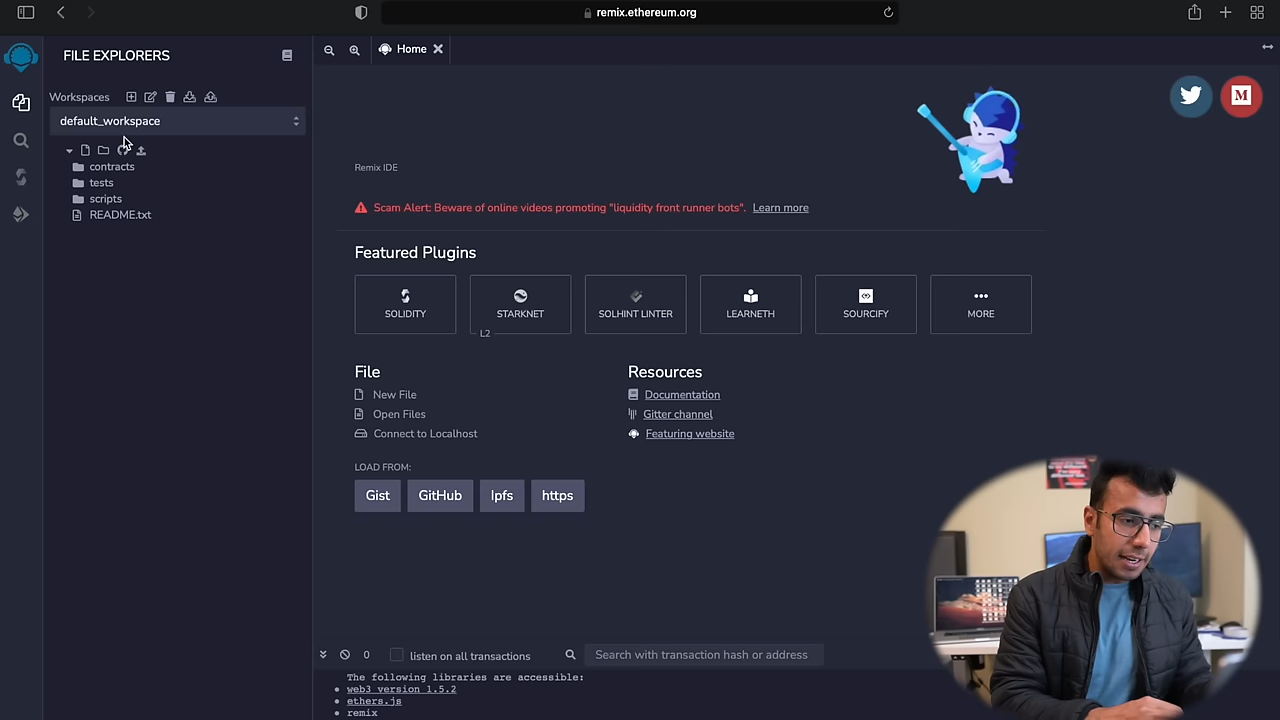 remix.ethereum.org
FILE EXPLORERS
Home
Workspaces
default_workspace
contracts
tests
scripts
README.txt
Remix IDE
Scam Alert: Beware of online videos promoting "liquidity front runner bots". Learn more
Featured Plugins
SOLIDITY
STARKNET
L2
SOLHINT LINTER
LEARNETH
SOURCIFY
MORE
File
New File
Open Files
Connect to Localhost
Resources
Documentation
Gitter channel
Featuring website
LOAD FROM:
Gist
GitHub
Ipfs
https
M
0
listen on all transactions
Search with transaction hash or address
The following libraries are accessible:
web3 version 1.5.2
ethers.js
remix